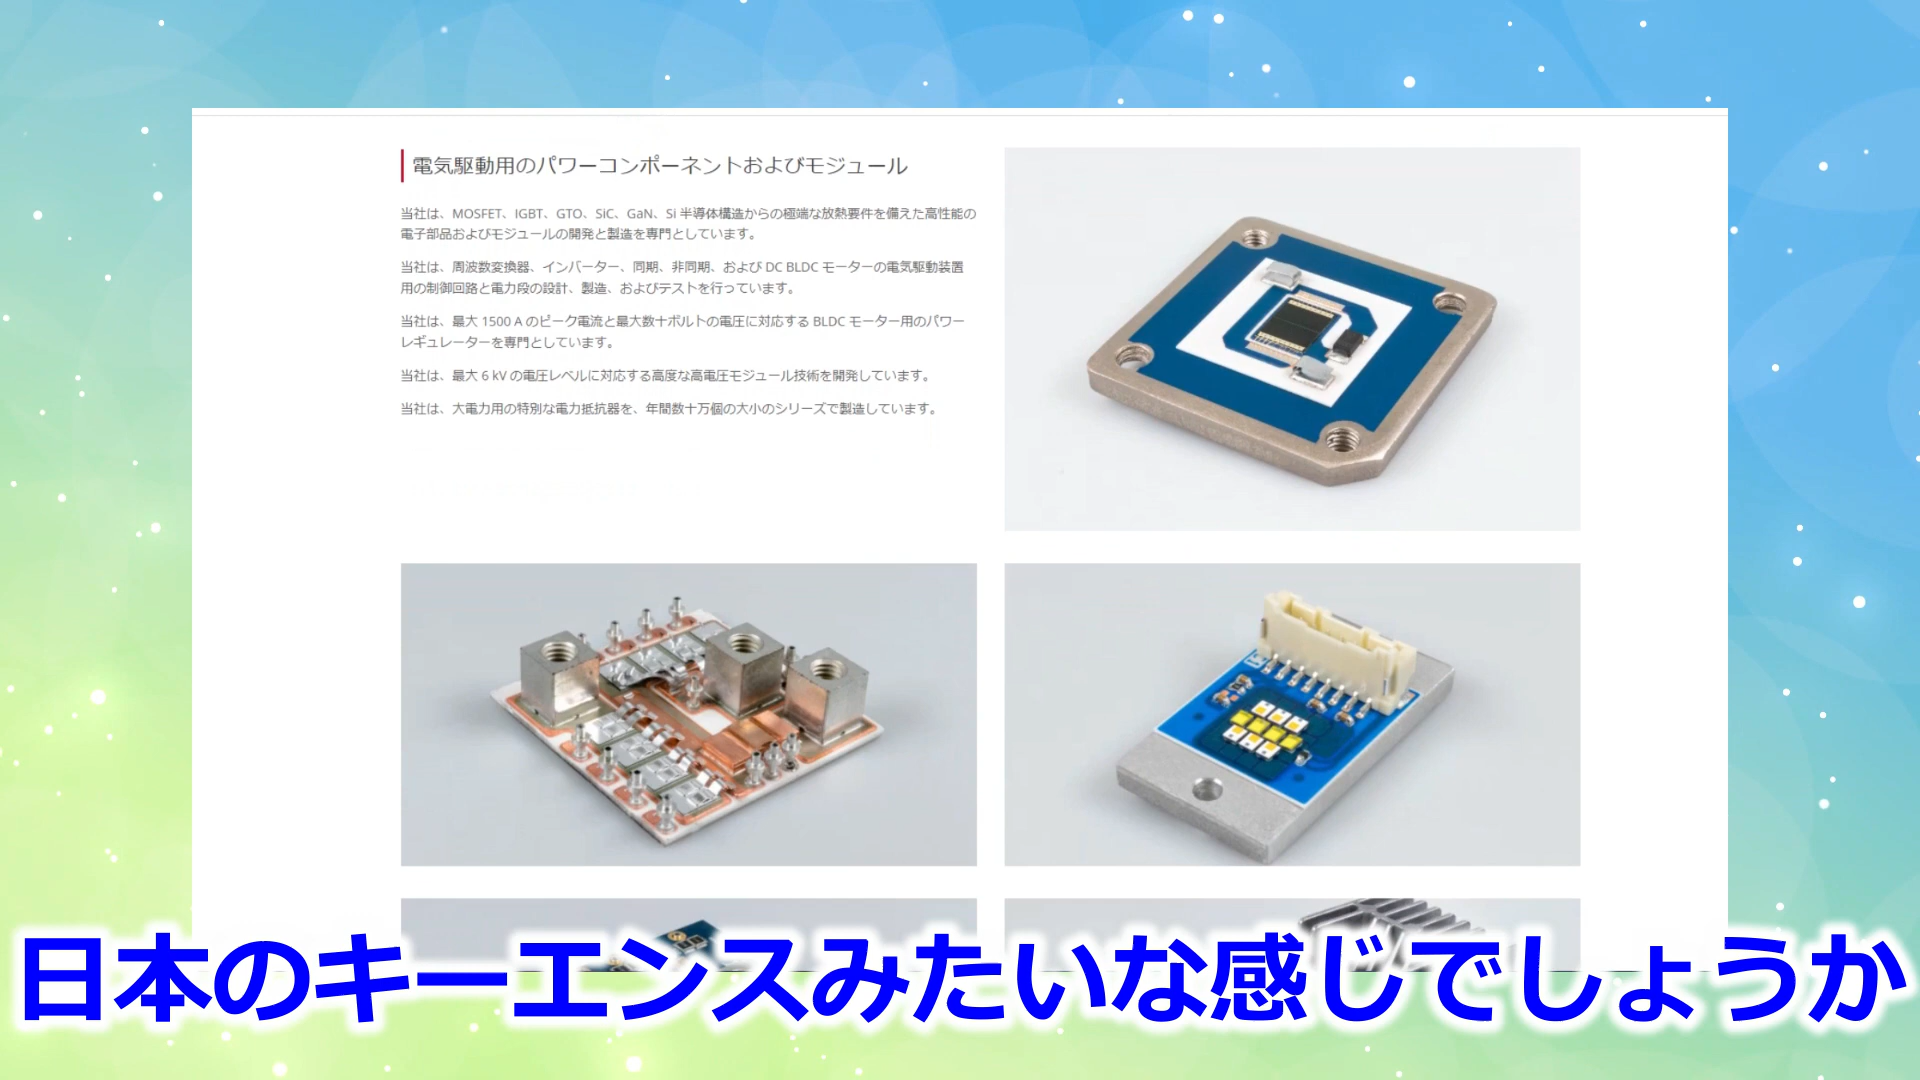 電気駆動用のパワーコンポーネントおよびモジュール
当社は、MOSFET、IGBT、GTO、SiC、GaN、Si 半導体構造からの極端な放熱要件を備えた高性能の
電子部品およびモジュールの開発と製造を専門としています。
当社は、周波数変換器、インバーター、同期、非同期、および DC BLDC モーターの電気駆動装置
用の制御回路と電力段の設計、製造、およびテストを行っています。
当社は、最大 1500 A のピーク電流と最大数十ボルトの電圧に対応する BLDC モーター用のパワー
レギュレーターを専門としています。
当社は、最大 6 kV の電圧レベルに対応する高度な高電圧モジュール技術を開発しています。
当社は、大電力用の特別な電力抵抗器を、年間数十万個の大小のシリーズで製造しています。
日本のキーエンスみたいな感じでしょうか